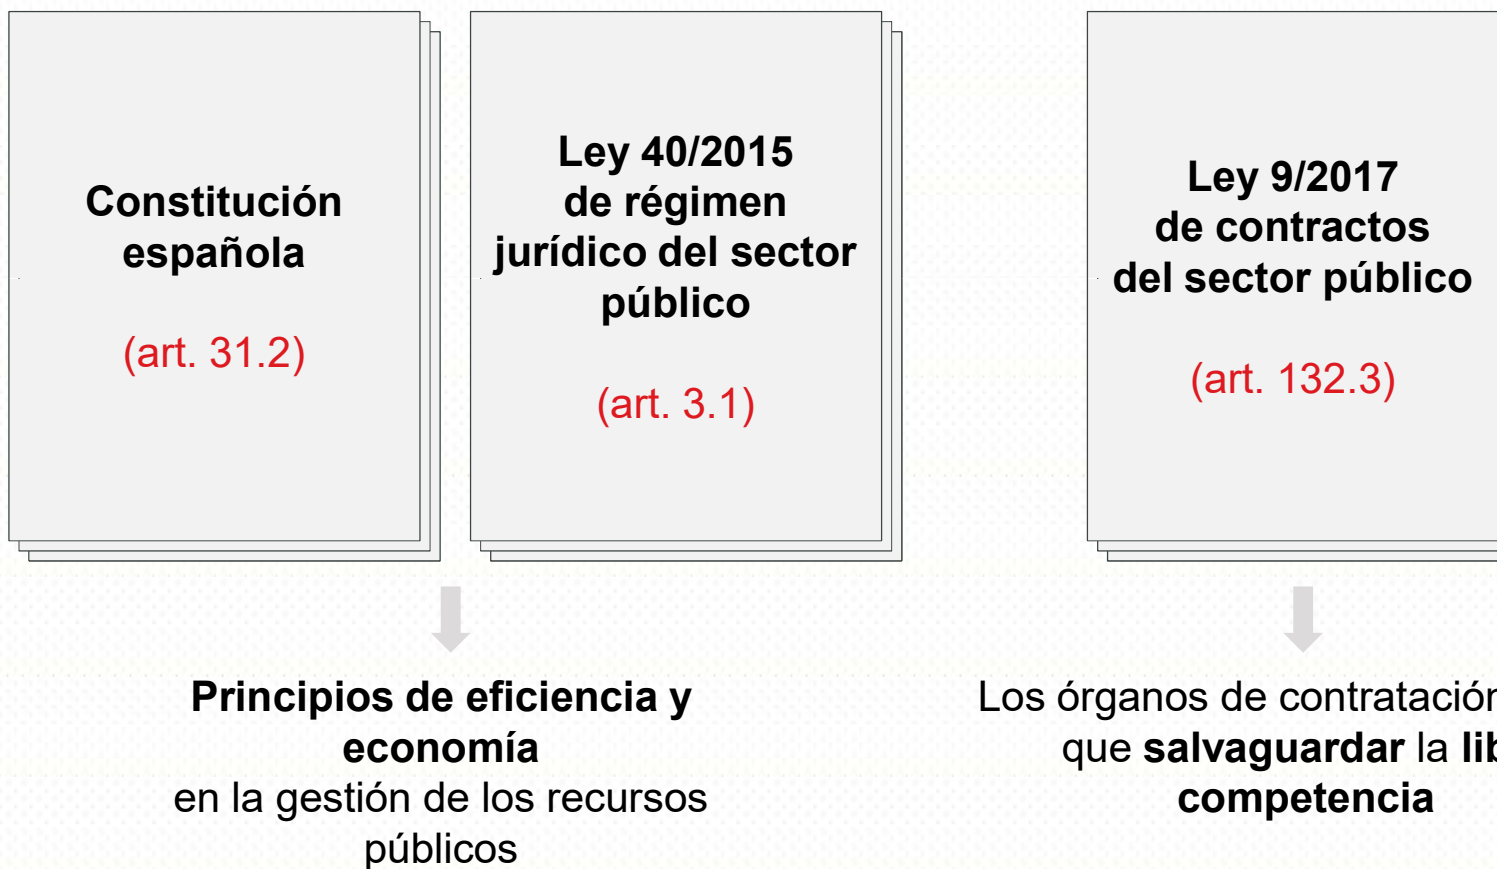 Constitución
española
(art. 31.2)
Ley 40/2015
de régimen
jurídico del sector
público
(art. 3.1)
Ley 9/2017
de contractos
del sector público
(art. 132.3)
Principios de eficiencia y
economía
en la gestión de los recursos
públicos
Los órganos de contratación
que salvaguardar la
competencia